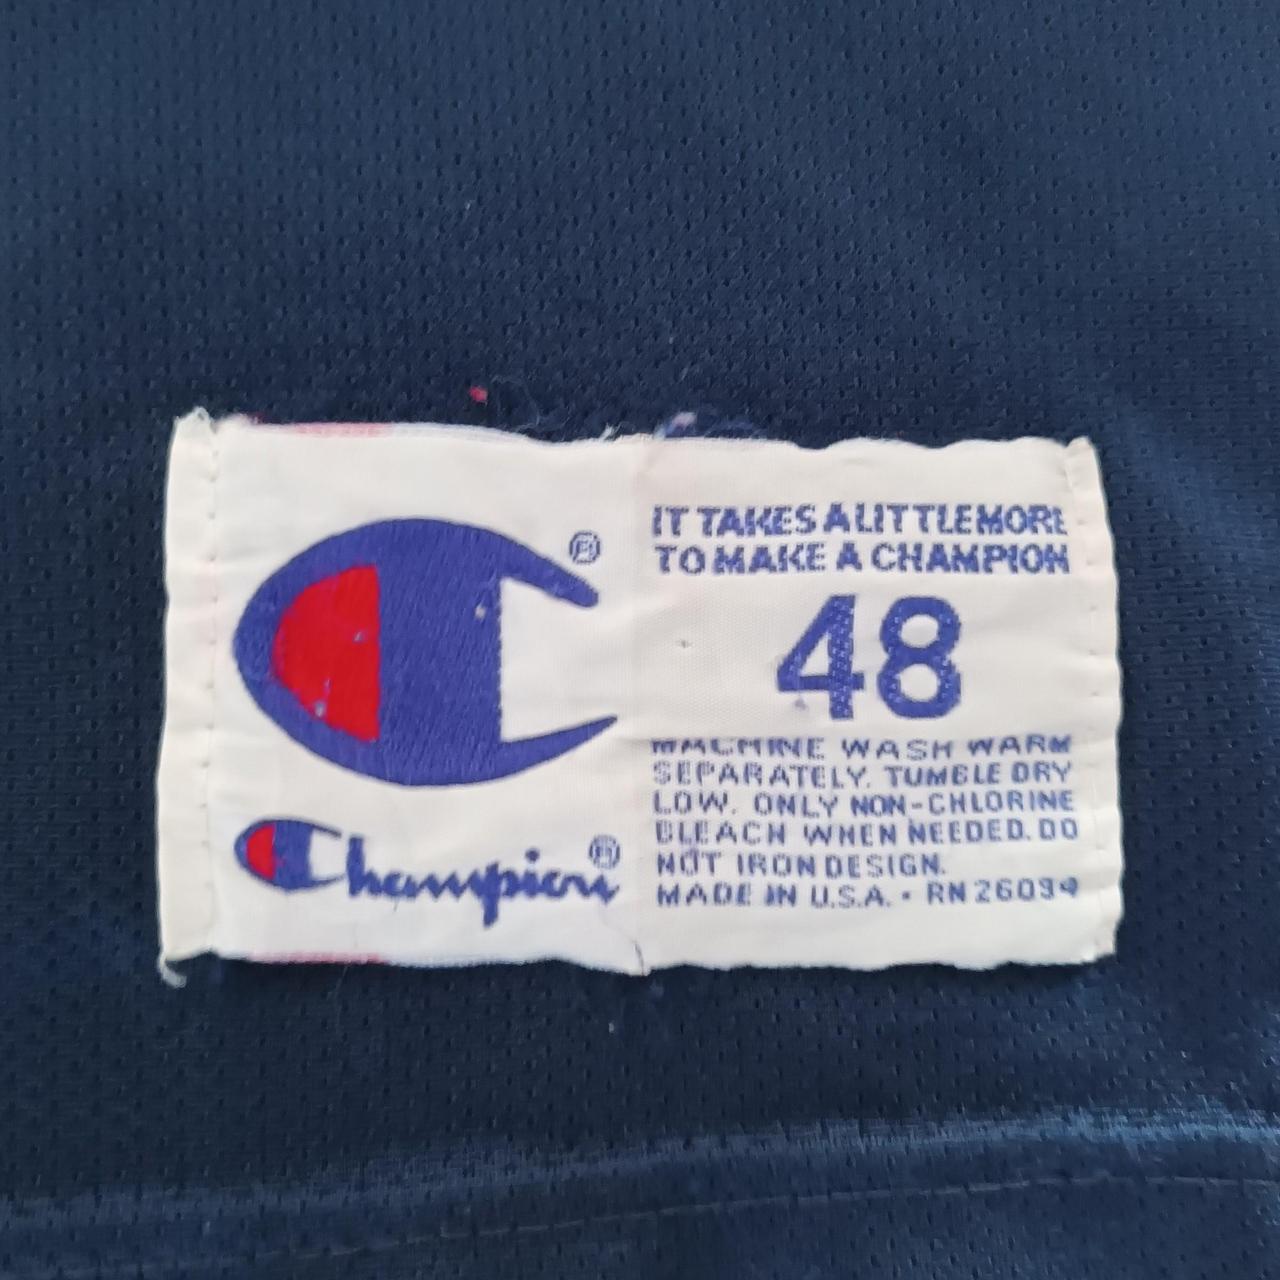 ®
Champion®
IT TAKES A LITTLE MORE
TO MAKE A CHAMPION
48
MACHINE WASH WARM
SEPARATELY. TUMBLE DRY
LOW. ONLY NON-CHLORINE
BLEACH WHEN NEEDED. DO
NOT IRON DESIGN.
MADE IN U.S.A. • RN 26094